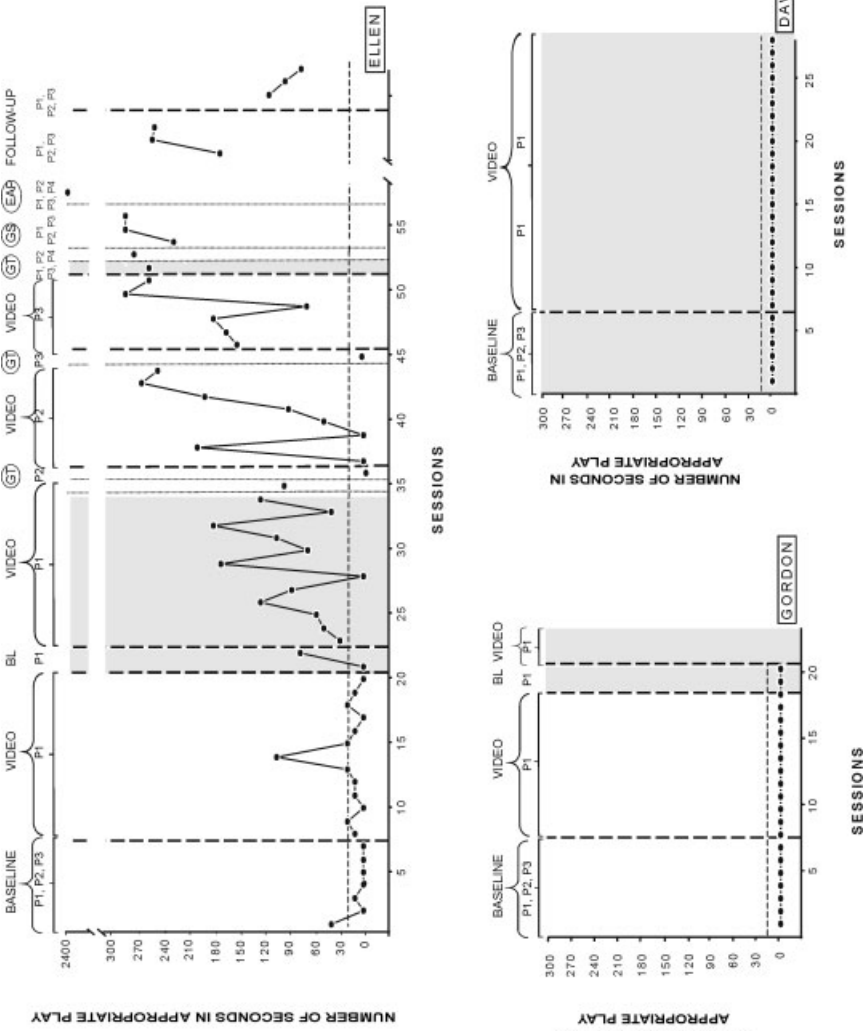 BASELINE VIDEO BL VIDEO GT VIDEO GT VIDEO GT GS EAP FOLLOW-UP
P1, P2, P3 P1 P1 P1 P2 P2 P3 P3 P1, P2 P3, P4 P1 P2, P3 P1, P2 P3, P4 P1, P2, P3 P1, P2, P3
2400
300
270
240
210
180
150
120
90
60
30
0
NUMBER OF SECONDS IN APPROPRIATE PLAY
5 10 15 20 25 30 35 40 45 50 55
SESSIONS
ELLEN
BASELINE VIDEO BL VIDEO
P1, P2, P3 P1 P1 P1
300
270
240
210
180
150
120
90
60
30
0
APPROPRIATE PLAY
5 10 15 20
SESSIONS
GORDON
BASELINE VIDEO
P1, P2, P3 P1 P1
300
270
240
210
180
150
120
90
60
30
0
NUMBER OF SECONDS IN
APPROPRIATE PLAY
5 10 15 20 25
SESSIONS